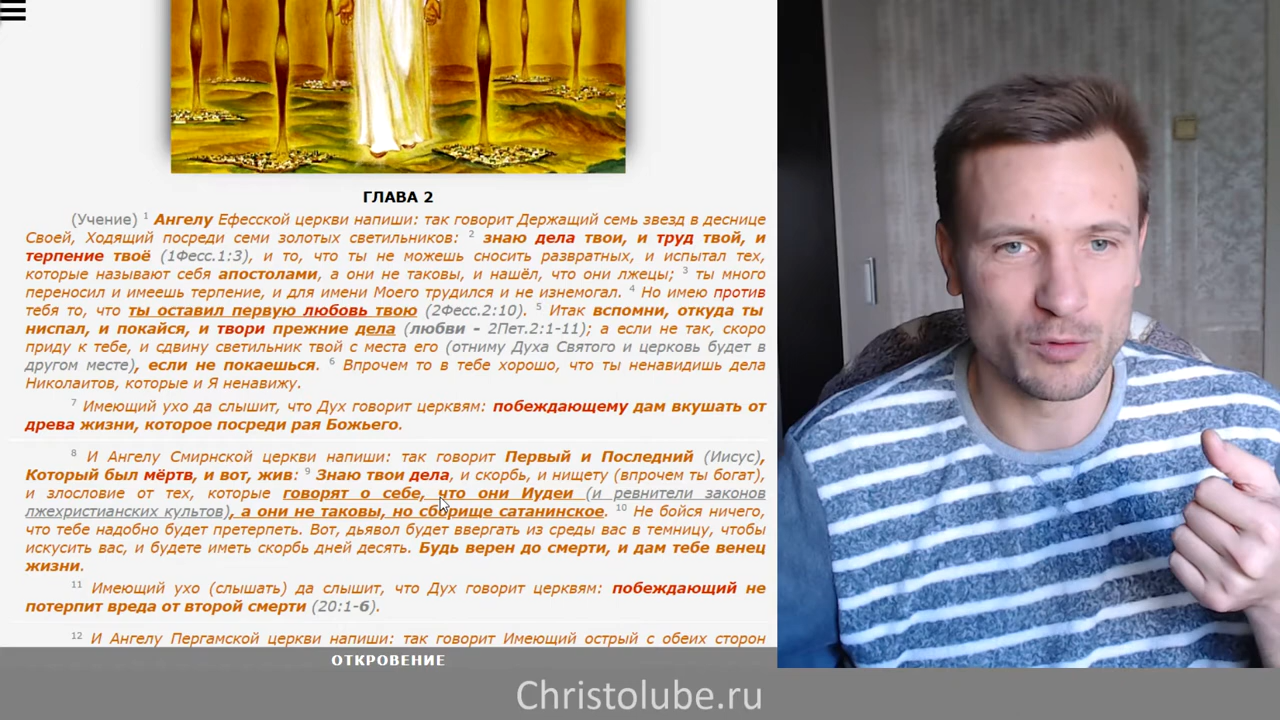 ГЛАВА 2
(Учение) 1 Ангелу Ефесской церкви напиши: так говорит Держащий семь звезд в деснице
Своей, Ходящий посреди семи золотых светильников: 2 знаю дела твои, и труд твой, и
терпение твоё (1Фесс.1:3), и то, что ты не можешь сносить развратных, и испытал тех,
которые называют себя апостолами, а они не таковы, и нашёл, что они лжецы; 3 ты много
переносил и имеешь терпение, и для имени Моего трудился и не изнемогал. 4 Но имею против
тебя то, что ты оставил первую любовь твою (2Фесс.2:10). 5 Итак вспомни, откуда ты
ниспал, и покайся, и твори прежние дела (любви – 2Пет.2:1-11); а если не так, скоро
приду к тебе, и сдвину светильник твой с места его (отниму Духа Святого и церковь будет в
другом месте), если не покаешься. 6 Впрочем то в тебе хорошо, что ты ненавидишь дела
Николаитов, которые и Я ненавижу.
7 Имеющий ухо да слышит, что Дух говорит церквям: побеждающему дам вкушать от
древа жизни, которое посреди рая Божьего.
8 И Ангелу Смирнской церкви напиши: так говорит Первый и Последний (Иисус),
Который был мёртв, и вот, жив: 9 Знаю твои дела, и скорбь, и нищету (впрочем ты богат),
и злословие от тех, которые говорят о себе, что они Иудеи (и ревнители законов
лжехристианских культов), а они не таковы, но сборище сатанинское. 10 Не бойся ничего,
что тебе надобно будет претерпеть. Вот, дьявол будет ввергать из среды вас в темницу, чтобы
искусить вас, и будете иметь скорбь дней десять. Будь верен до смерти, и дам тебе венец
жизни.
11 Имеющий ухо (слышать) да слышит, что Дух говорит церквям: побеждающий не
потерпит вреда от второй смерти (20:1-6).
12 И Ангелу Пергамской церкви напиши: так говорит Имеющий острый с обеих сторон
ОТКРОВЕНИЕ
Christolube.ru